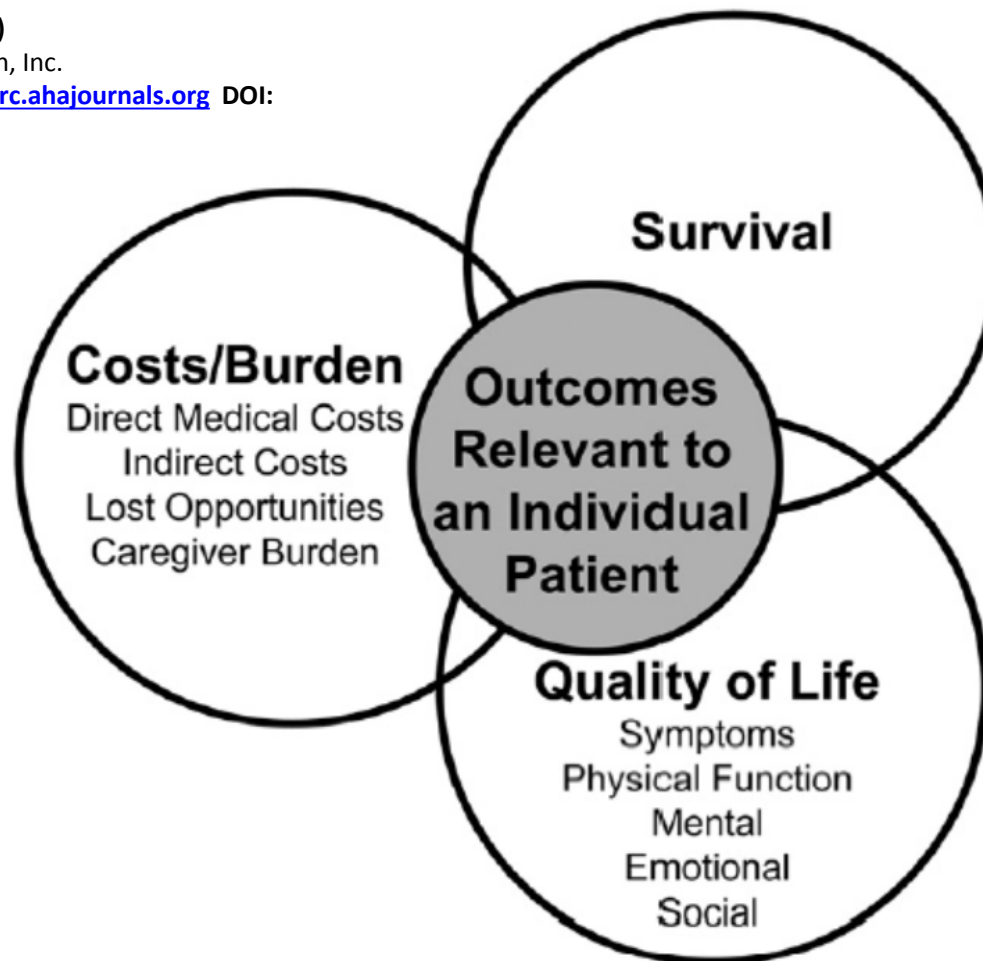 )
n, Inc.
rc.ahajournals.org DOI:
Survival
Costs/Burden
Direct Medical Costs
Indirect Costs
Lost Opportunities
Caregiver Burden
Outcomes
Relevant to
an Individual
Patient
Quality of Life
Symptoms
Physical Function
Mental
Emotional
Social